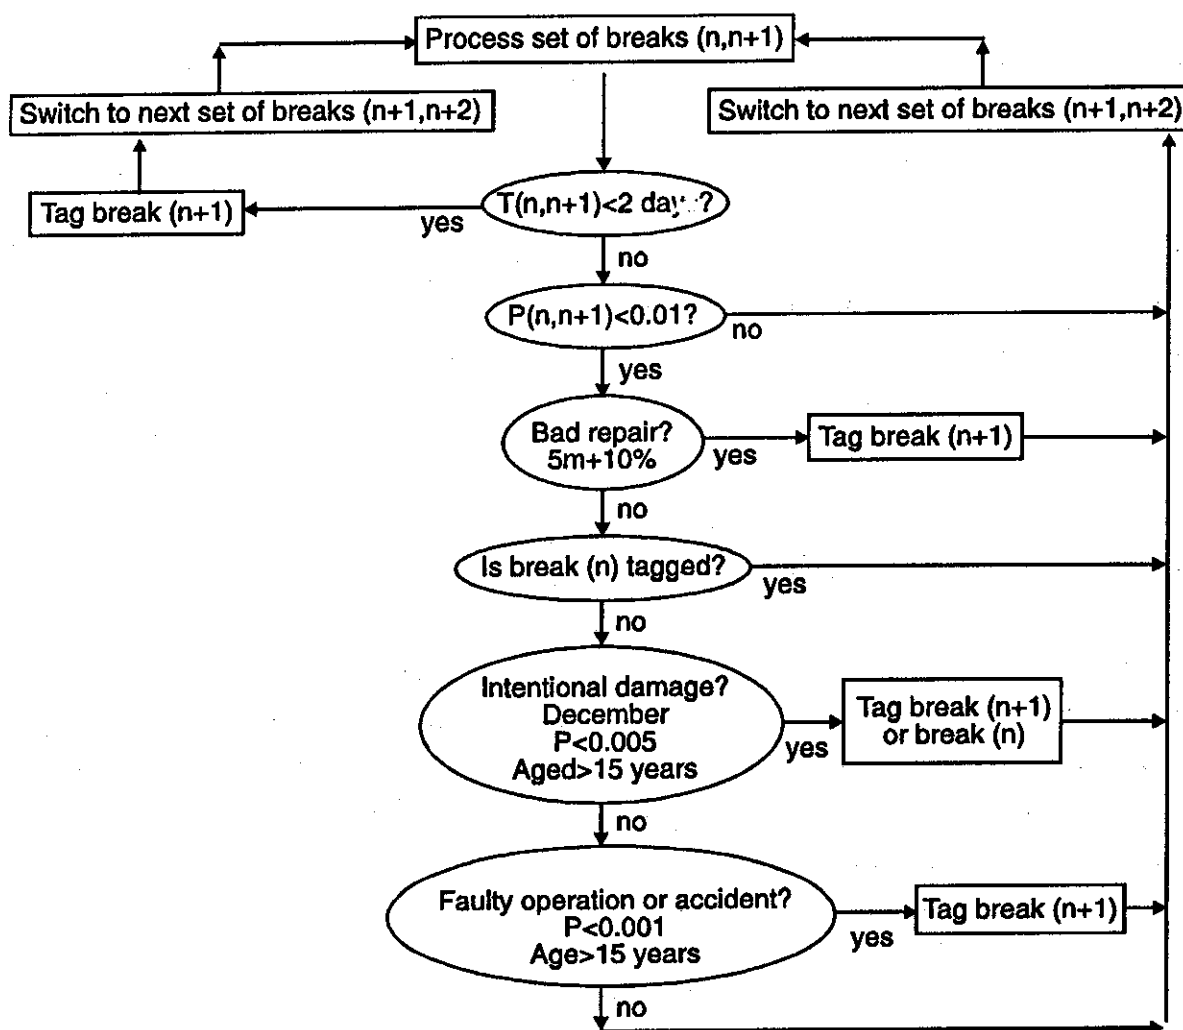 Process set of breaks (n,n+1)
Switch to next set of breaks (n+1,n+2)
Switch to next set of breaks (n+1,n+2)
T(n,n+1)<2 day ?
Tag break (n+1)
yes
no
P(n,n+1)<0.01?
no
yes
Bad repair?
5m+10%
yes
Tag break (n+1)
no
Is break (n) tagged?
yes
no
Intentional damage?
December
P<0.005
Aged>15 years
yes
Tag break (n+1)
or break (n)
no
Faulty operation or accident?
P<0.001
Age>15 years
yes
Tag break (n+1)
no